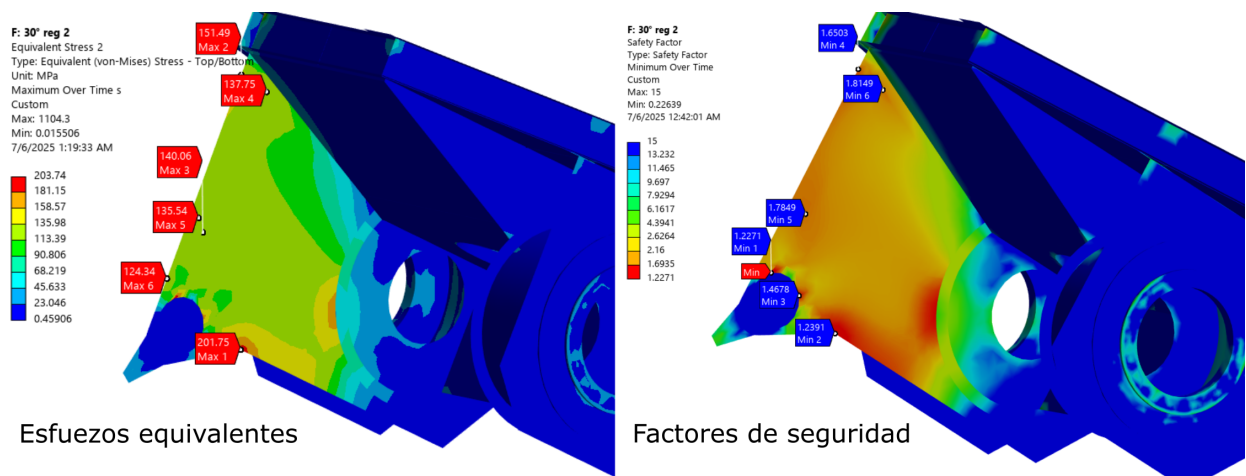 F: 30° reg 2
Equivalent Stress 2
Type: Equivalent (von-Mises) Stress - Top/Bottom
Unit: MPa
Maximum Over Time s
Custom
Max: 1104.3
Min: 0.015506
7/6/2025 1:19:33 AM
203.74
181.15
158.57
135.98
113.39
90.806
68.219
45.633
23.046
0.45906
151.49
Max 2
137.75
Max 4
140.06
Max 3
135.54
Max 5
124.34
Max 6
201.75
Max 1
Esfuezos equivalentes
F: 30° reg 2
Safety Factor
Type: Safety Factor
Minimum Over Time
Custom
Max: 15
Min: 0.22639
7/6/2025 12:42:01 AM
15
13.232
11.465
9.697
7.9294
6.1617
4.3941
2.6264
2.16
1.6935
1.2271
1.6503
Min 4
1.8149
Min 6
1.7849
Min 5
1.2271
Min 1
Min
1.4678
Min 3
1.2391
Min 2
Factores de seguridad